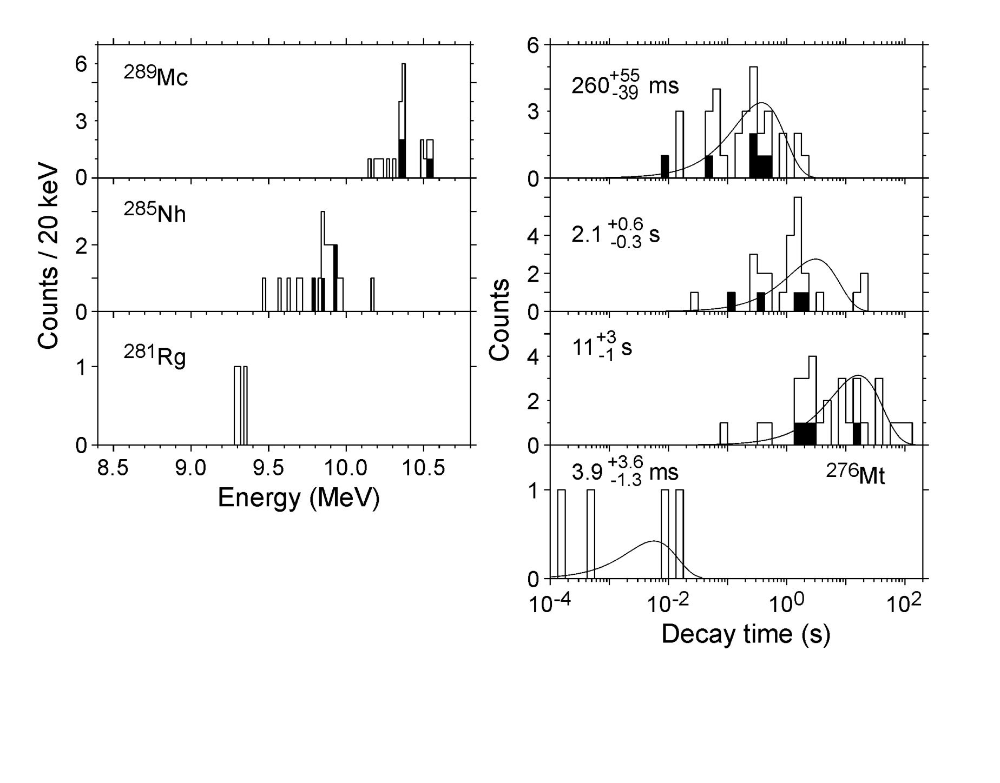 Counts / 20 keV
6
3
0
289Mc
2
0
285Nh
1
0
281Rg
8.5 9.0 9.5 10.0 10.5
Energy (MeV)
Counts
6
3
0
260 +55 -39 ms
4
2
0
2.1 +0.6 -0.3 s
4
2
0
11 +3 -1 s
1
0
3.9 +3.6 -1.3 ms 276Mt
10-4 10-2 100 102
Decay time (s)